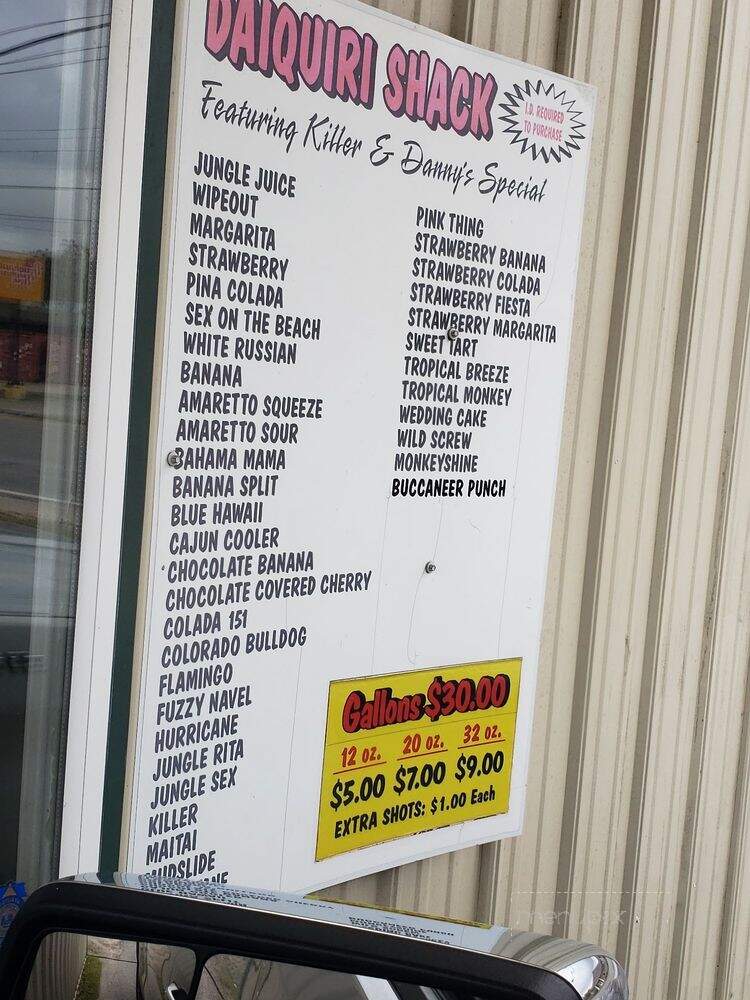 DAIQUIRI SHACK
I.D. REQUIRED
TO PURCHASE
Featuring Killer & Danny's Special
JUNGLE JUICE
WIPEOUT
MARGARITA
STRAWBERRY
PINA COLADA
SEX ON THE BEACH
WHITE RUSSIAN
BANANA
AMARETTO SQUEEZE
AMARETTO SOUR
BAHAMA MAMA
BANANA SPLIT
BLUE HAWAII
CAJUN COOLER
CHOCOLATE BANANA
CHOCOLATE COVERED CHERRY
COLADA 151
COLORADO BULLDOG
FLAMINGO
FUZZY NAVEL
HURRICANE
JUNGLE RITA
JUNGLE SEX
KILLER
MAITAI
MUDSLIDE
PINK THING
STRAWBERRY BANANA
STRAWBERRY COLADA
STRAWBERRY FIESTA
STRAWBERRY MARGARITA
SWEET TART
TROPICAL BREEZE
TROPICAL MONKEY
WEDDING CAKE
WILD SCREW
MONKEYSHINE
BUCCANEER PUNCH
Gallons $30.00
12 oz. 20 oz. 32 oz.
$5.00 $7.00 $9.00
EXTRA SHOTS: $1.00 Each